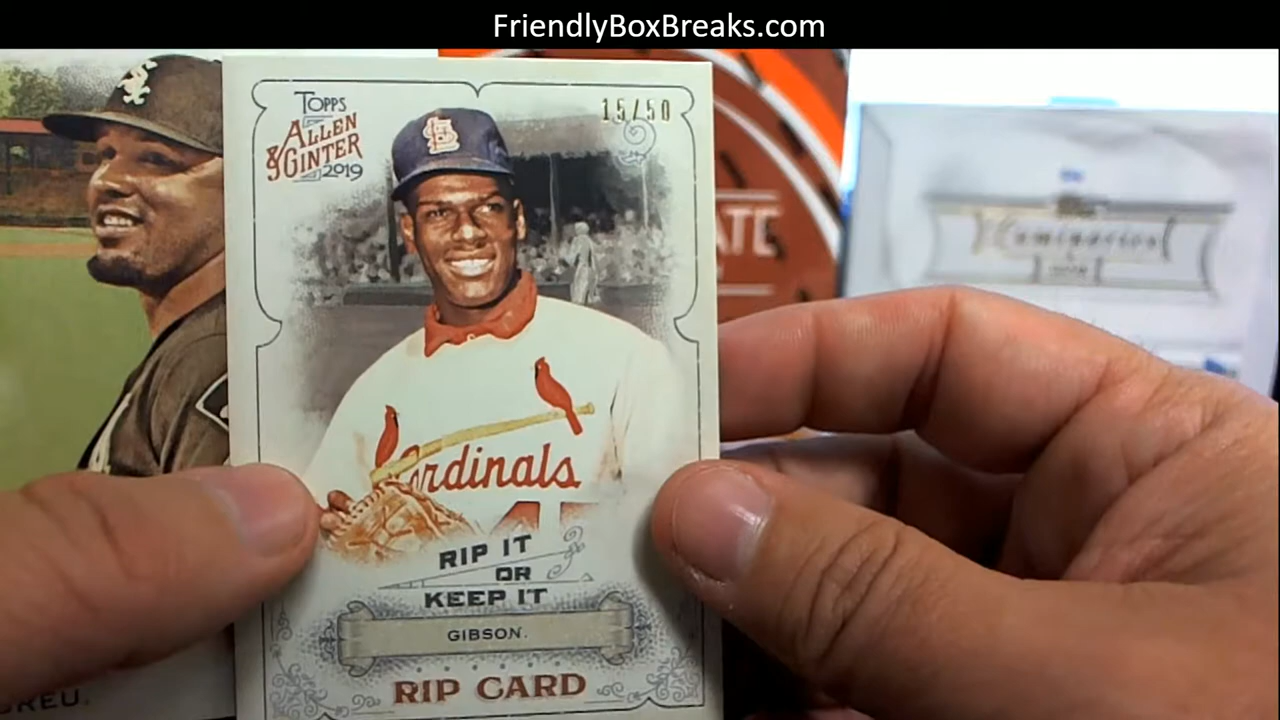 FriendlyBoxBreaks.com
TOPPS
ALLEN
& GINTER
2019
15/50
Cardinals
RIP IT
OR
KEEP IT
GIBSON.
RIP CARD